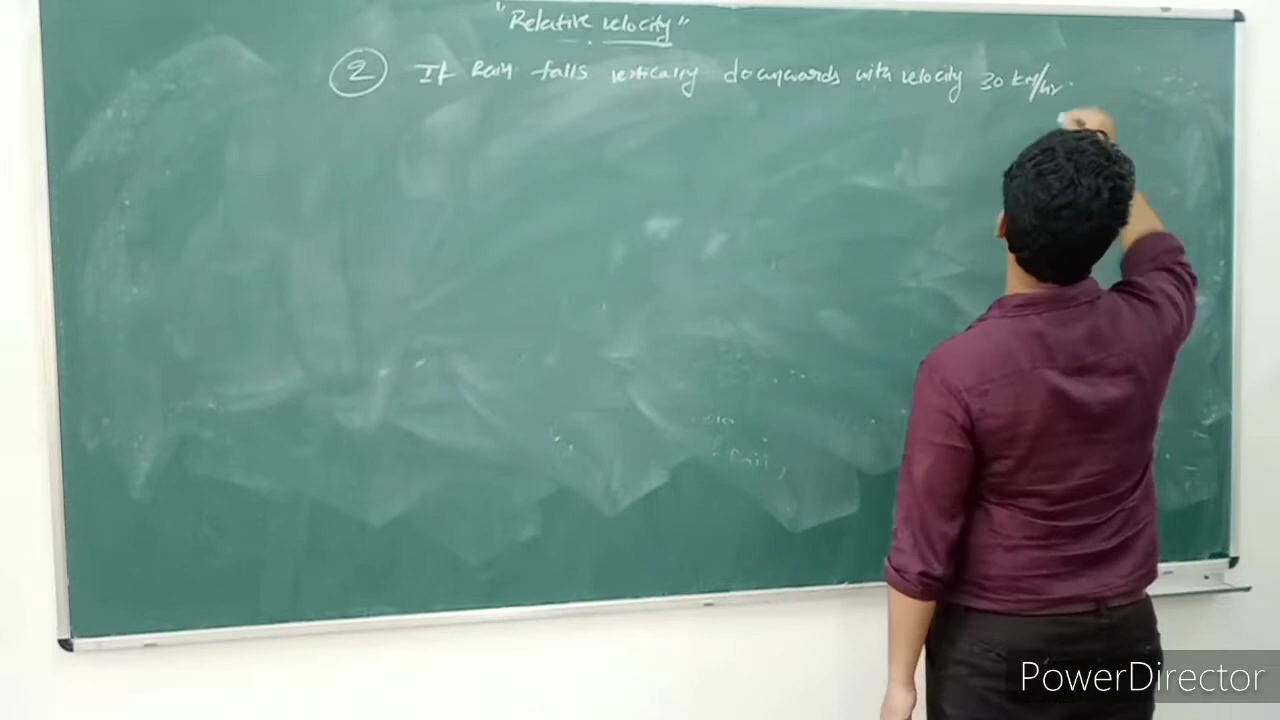 "Relative velocity"
2 If Rain falls vertically downwards with velocity 30 km/hr.
PowerDirector